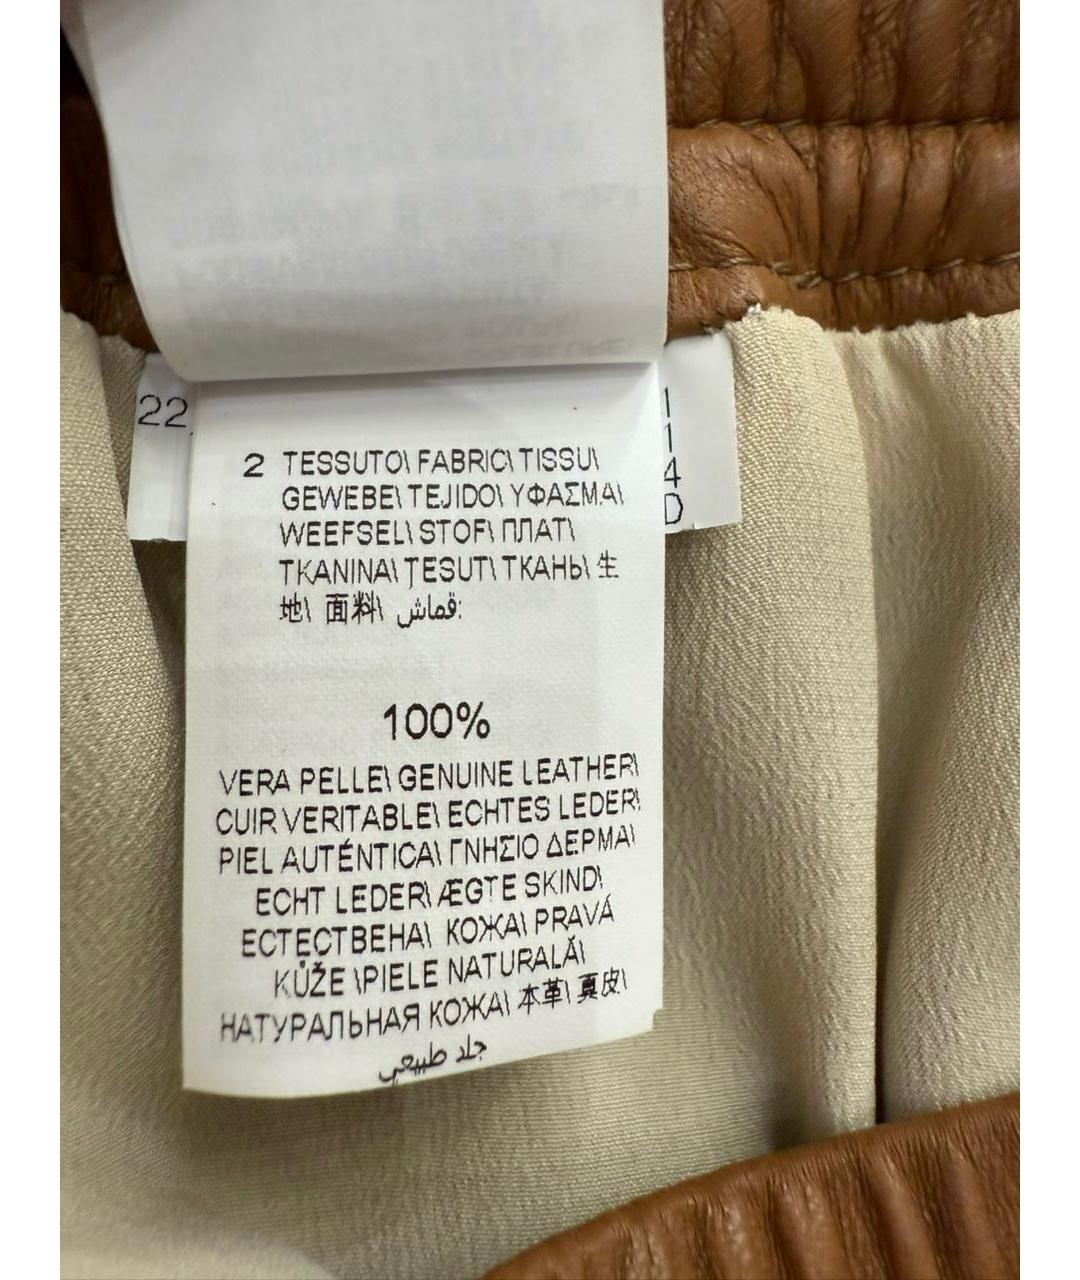 22
1
1
4
D
2 TESSUTO\ FABRIC\ TISSU\
GEWEBE\ TEJIDO\ ΥΦΑΣΜΑ\
WEEFSEL\ STOF\ ПЛАТ\
TKANINA\ ȚESUT\ ТКАНЬ\ 生
地\ 面料\ قماش:
100%
VERA PELLE\ GENUINE LEATHER\
CUIR VERITABLE\ ECHTES LEDER\
PIEL AUTÉNTICA\ ΓΝΗΣΙΟ ΔΕΡΜΑ\
ECHT LEDER\ ÆGTE SKIND\
ЕСТЕСТВЕНА\ КОЖА\ PRAVÁ
KŮŽE \PIELE NATURALĂ\
НАТУРАЛЬНАЯ КОЖА\ 本革\ 真皮\
جلد طبيعي